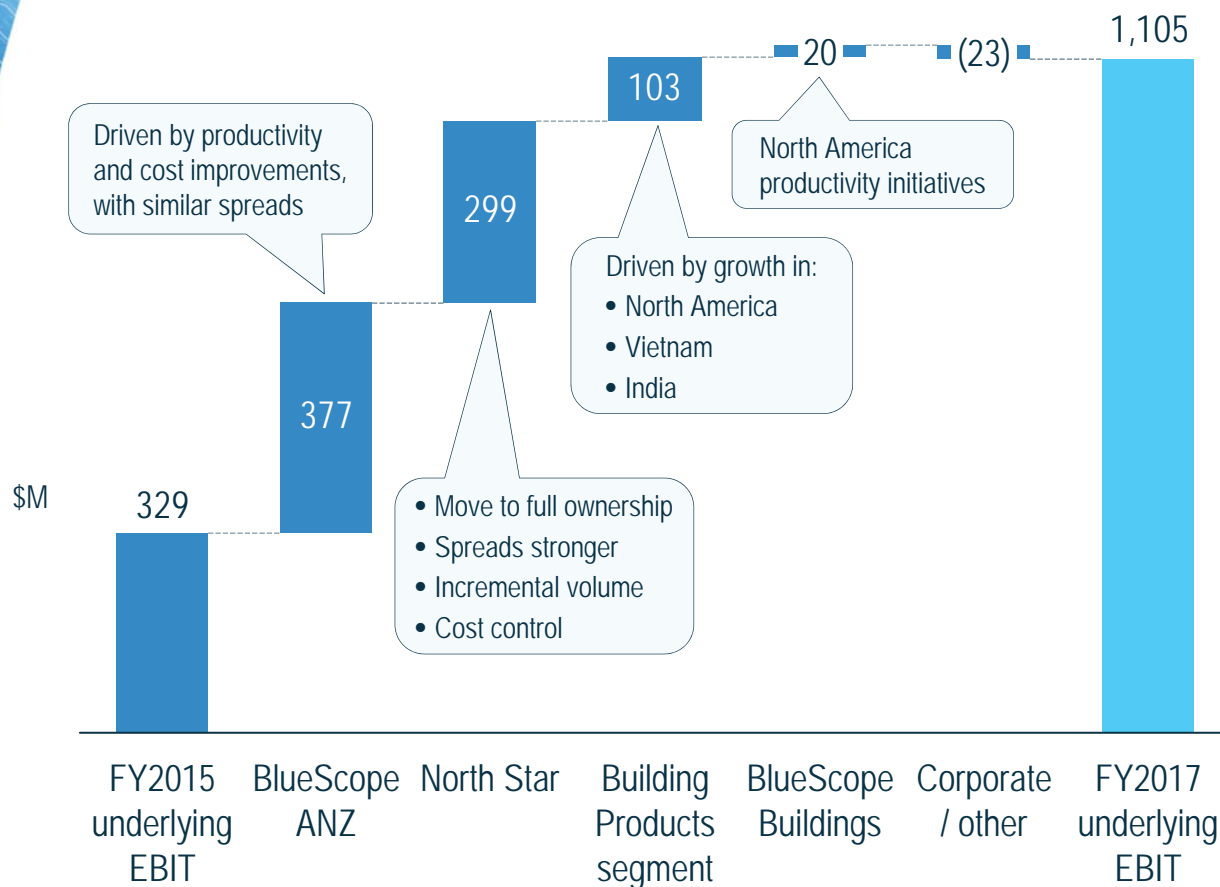 1,105
20
(23)
103
Driven by productivity
and cost improvements,
with similar spreads
North America
productivity initiatives
299
Driven by growth in:
• North America
• Vietnam
• India
377
$M
329
• Move to full ownership
• Spreads stronger
• Incremental volume
• Cost control
FY2015
underlying
EBIT
BlueScope
ANZ
North Star
Building
Products
segment
BlueScope
Buildings
Corporate
/ other
FY2017
underlying
EBIT